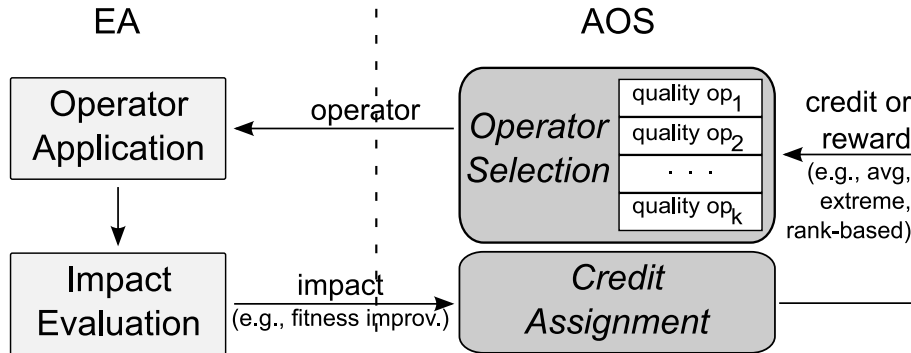 EA
AOS
Operator
Application
operator
Operator
Selection
quality op1
quality op2
. . .
quality opk
credit or
reward
(e.g., avg,
extreme,
rank-based)
Impact
Evaluation
impact
(e.g., fitness improv.)
Credit
Assignment